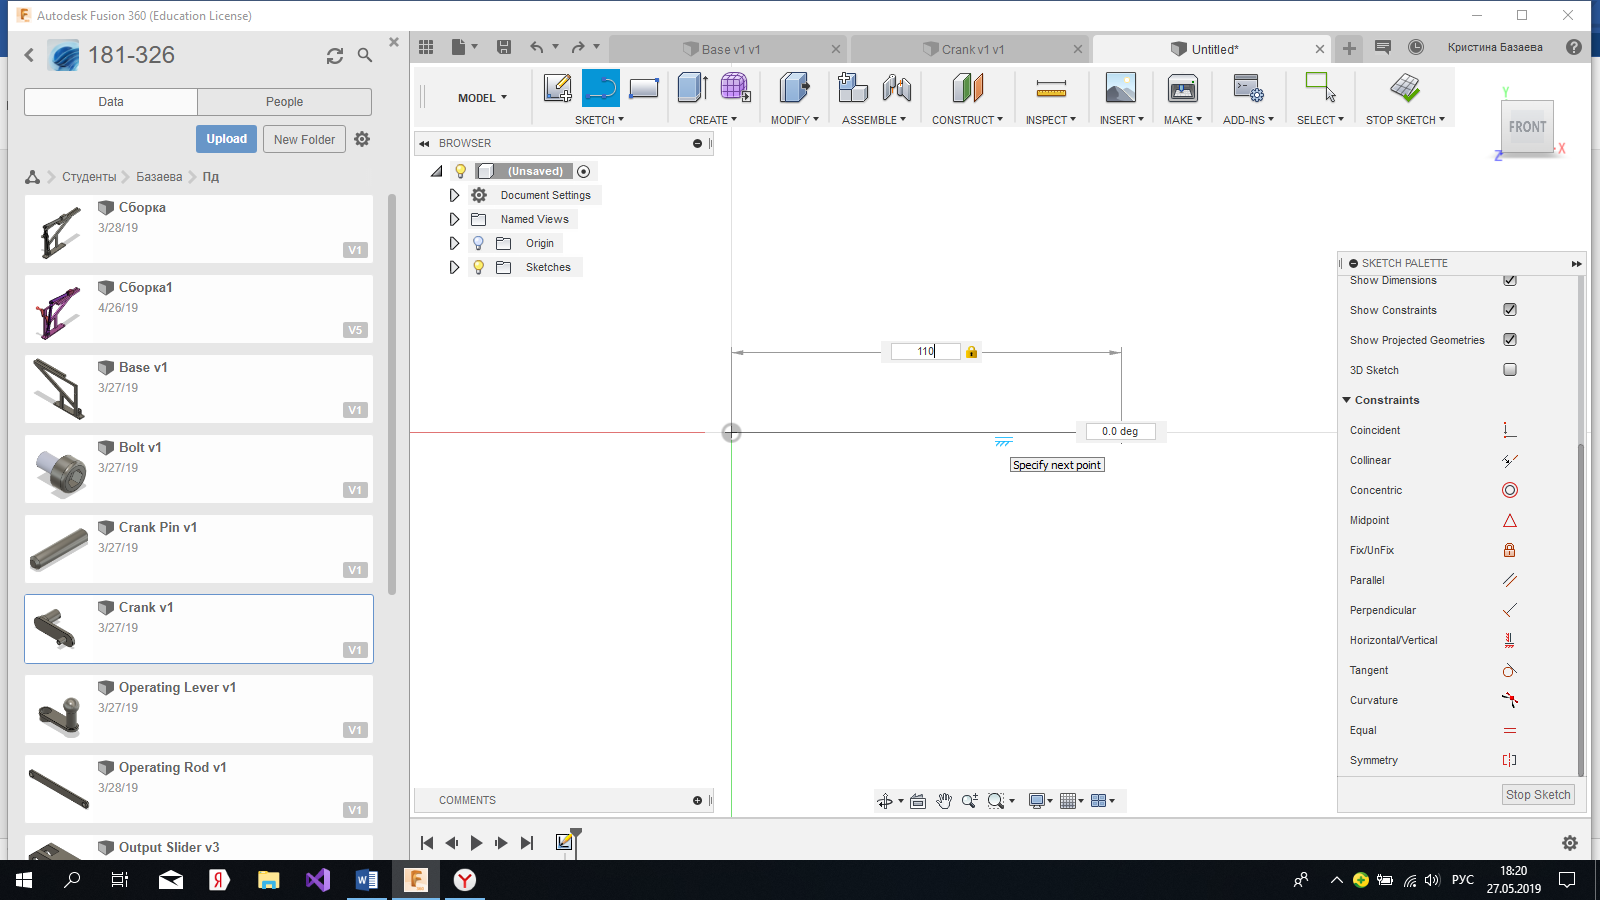 Autodesk Fusion 360 (Education License)
181-326
Data
People
Upload
New Folder
Студенты
Базаева
Пд
Сборка
3/28/19
V1
Сборка1
4/26/19
V5
Base v1
3/27/19
V1
Bolt v1
3/27/19
V1
Crank Pin v1
3/27/19
V1
Crank v1
3/27/19
V1
Operating Lever v1
3/27/19
V1
Operating Rod v1
3/28/19
V1
Output Slider v3
Base v1 v1
Crank v1 v1
Untitled*
Кристина Базаева
MODEL
SKETCH
CREATE
MODIFY
ASSEMBLE
CONSTRUCT
INSPECT
INSERT
MAKE
ADD-INS
SELECT
STOP SKETCH
BROWSER
(Unsaved)
Document Settings
Named Views
Origin
Sketches
Y
FRONT
Z
X
110
0.0 deg
Specify next point
SKETCH PALETTE
Show Dimensions
Show Constraints
Show Projected Geometries
3D Sketch
Constraints
Coincident
Collinear
Concentric
Midpoint
Fix/UnFix
Parallel
Perpendicular
Horizontal/Vertical
Tangent
Curvature
Equal
Symmetry
Stop Sketch
COMMENTS
РУС
18:20
27.05.2019